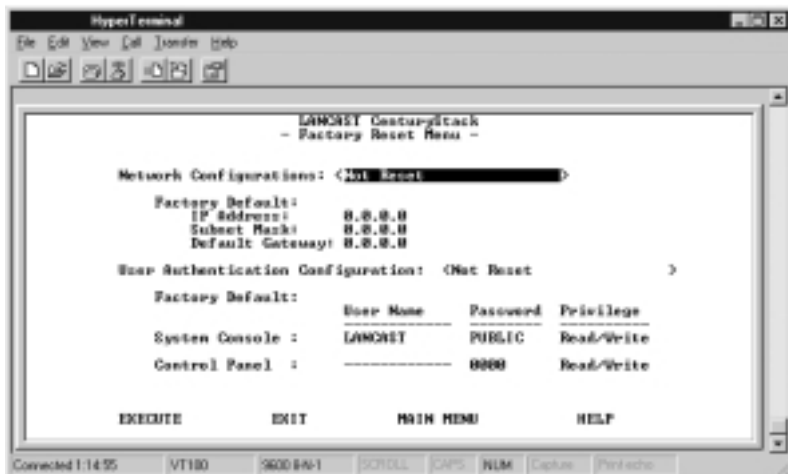 HyperTerminal
File Edit View Call Transfer Help
LANCAST CenturyStack
- Factory Reset Menu -
Network Configurations: <Not Reset >
Factory Default:
IP Address: 0.0.0.0
Subnet Mask: 0.0.0.0
Default Gateway: 0.0.0.0
User Authentication Configuration: <Not Reset >
Factory Default:
User Name Password Privilege
System Console : LANCAST PUBLIC Read/Write
Control Panel : ------------ 0000 Read/Write
EXECUTE EXIT MAIN MENU HELP
Connected 1:14:55 VT100 9600 8-N-1 SCROLL CAPS NUM Capture Print echo